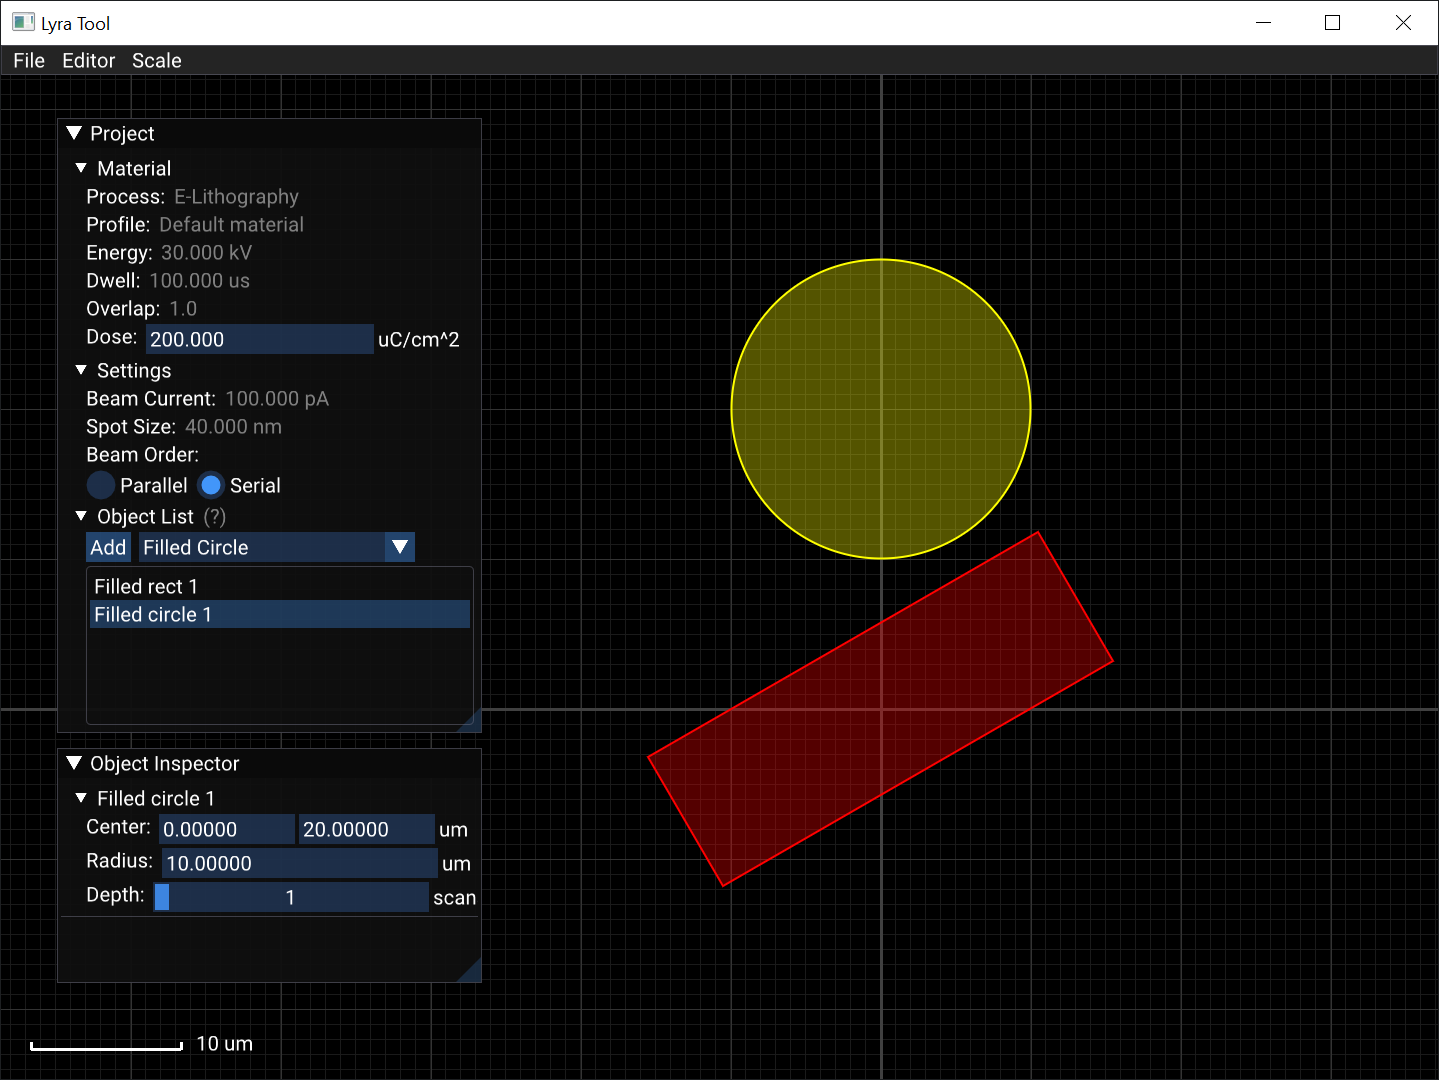 Lyra Tool
File Editor Scale
Project
Material
Process: E-Lithography
Profile: Default material
Energy: 30.000 kV
Dwell: 100.000 us
Overlap: 1.0
Dose: 200.000 uC/cm^2
Settings
Beam Current: 100.000 pA
Spot Size: 40.000 nm
Beam Order:
Parallel Serial
Object List (?)
Add Filled Circle
Filled rect 1
Filled circle 1
Object Inspector
Filled circle 1
Center: 0.00000 20.00000 um
Radius: 10.00000 um
Depth: 1 scan
10 um